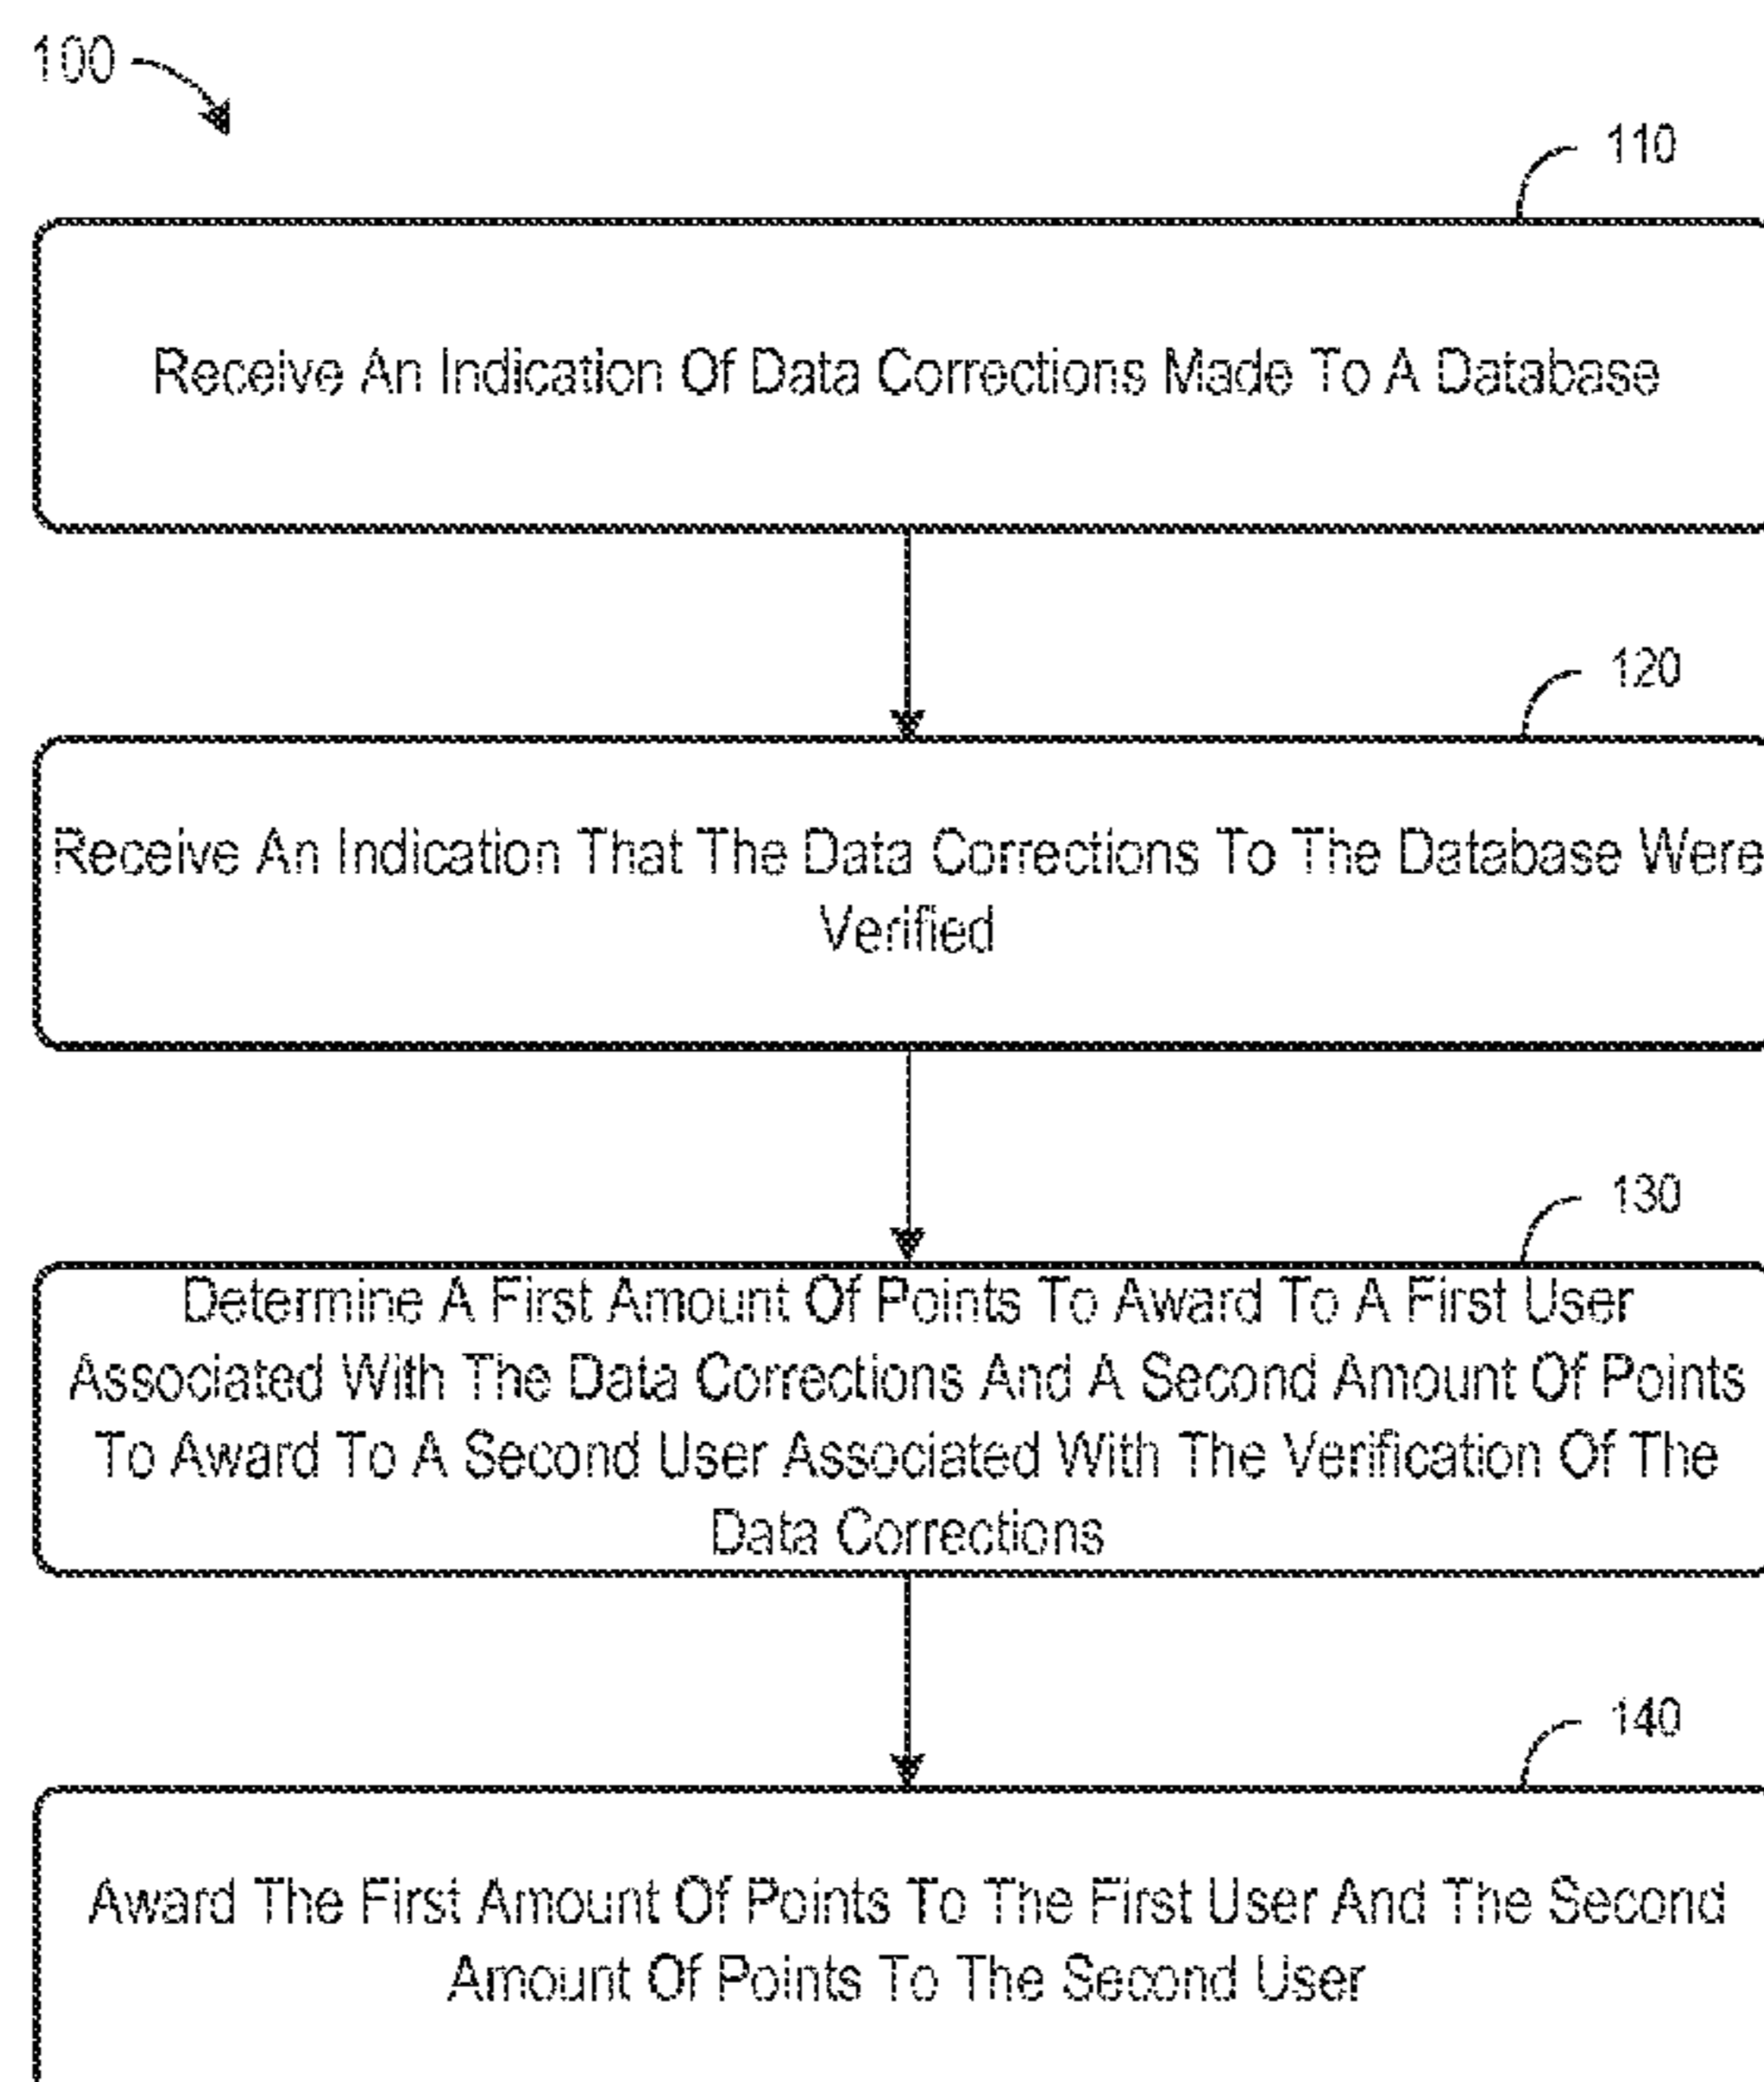 100
110
Receive An Indication Of Data Corrections Made To A Database
120
Receive An Indication That The Data Corrections To The Database Were
Verified
130
Determine A First Amount Of Points To Award To A First User
Associated With The Data Corrections And A Second Amount Of Points
To Award To A Second User Associated With The Verification Of The
Data Corrections
140
Award The First Amount Of Points To The First User And The Second
Amount Of Points To The Second User